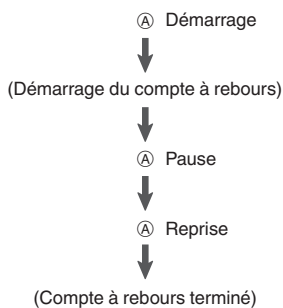 Ⓐ Démarrage
(Démarrage du compte à rebours)
Ⓐ Pause
Ⓐ Reprise
(Compte à rebours terminé)